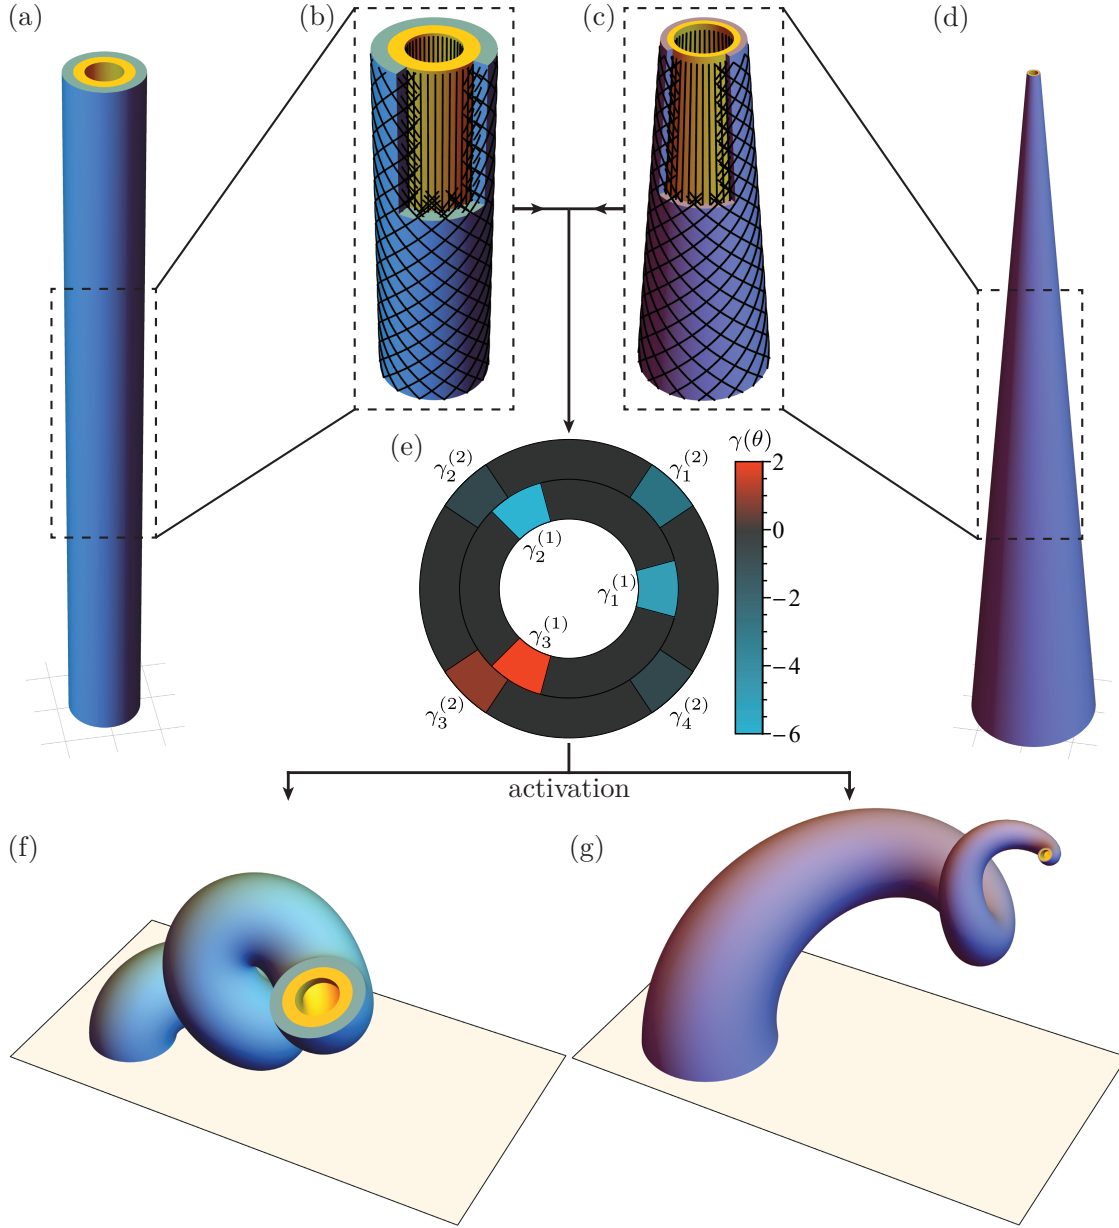 (a)
(b)
(c)
(d)
(e)
γ(θ)
2
0
−2
−4
−6
γ₂⁽²⁾
γ₁⁽²⁾
γ₂⁽¹⁾
γ₁⁽¹⁾
γ₃⁽¹⁾
γ₃⁽²⁾
γ₄⁽²⁾
activation
(f)
(g)